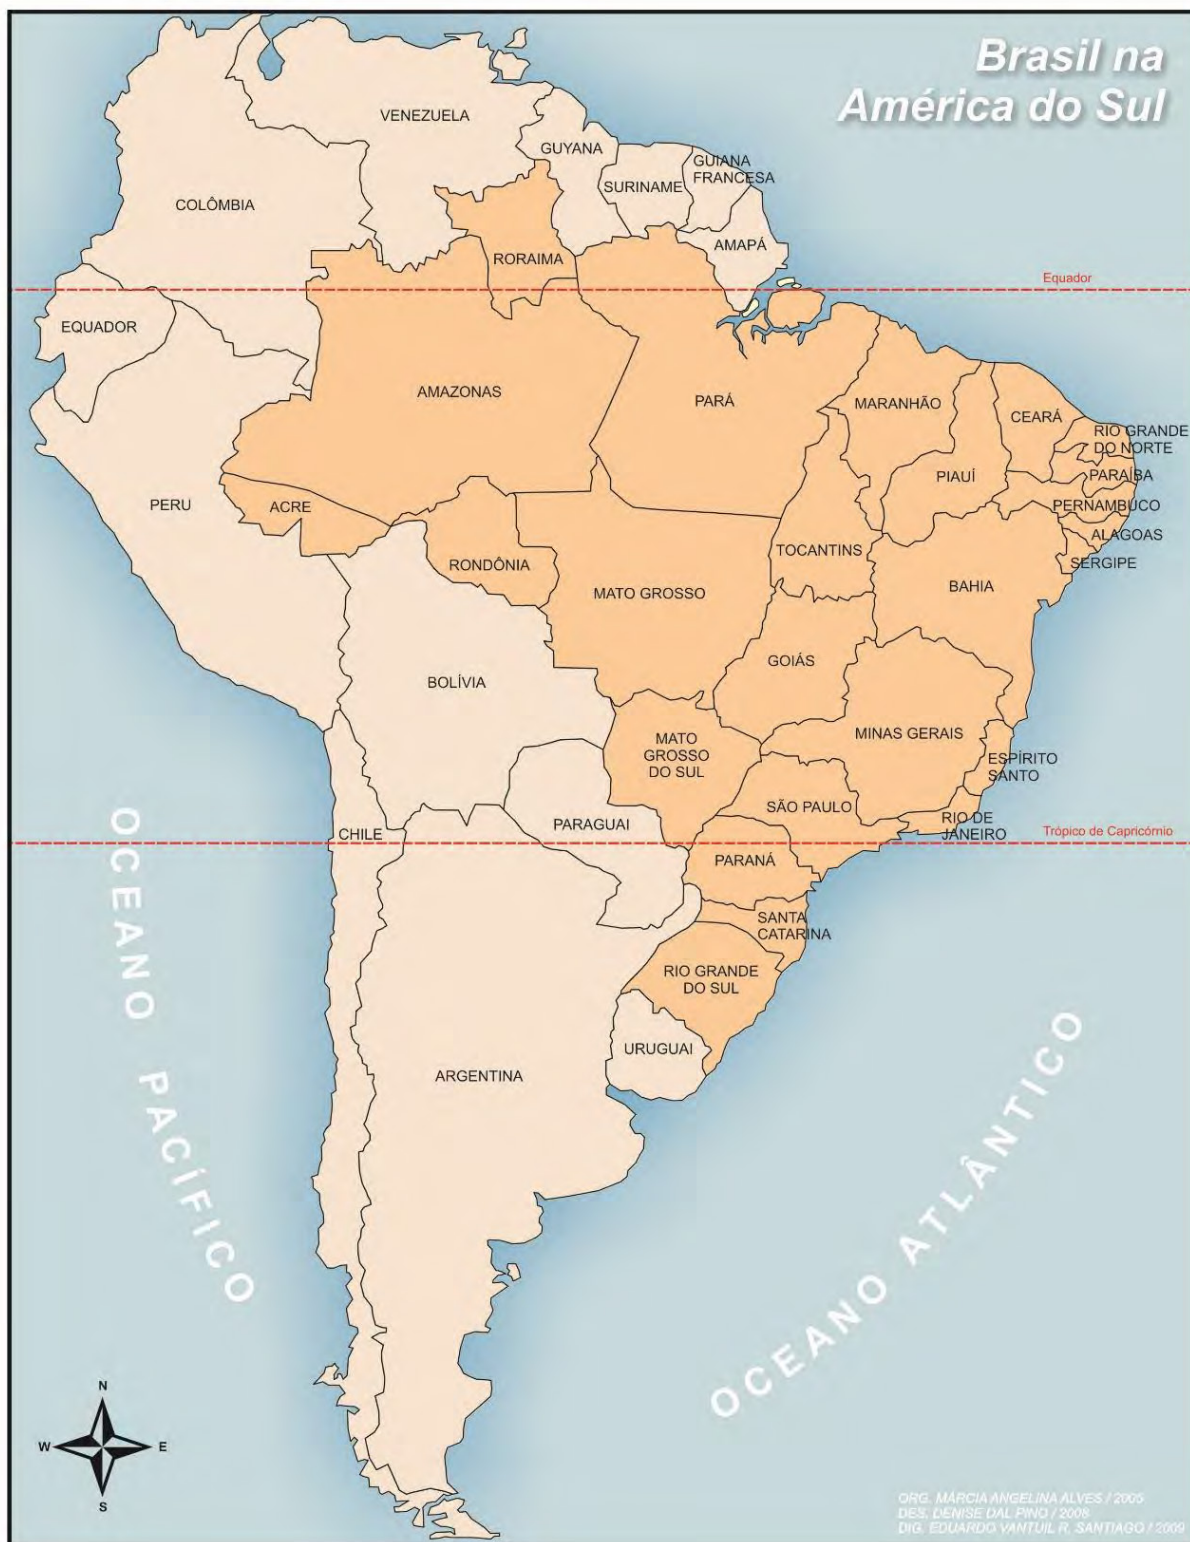 Brasil na
América do Sul
VENEZUELA
GUYANA
GUIANA
FRANCESA
SURINAME
COLÔMBIA
AMAPÁ
RORAIMA
Equador
EQUADOR
AMAZONAS
PARÁ
MARANHÃO
CEARÁ
RIO GRANDE
DO NORTE
PARAÍBA
PIAUÍ
PERU
ACRE
PERNAMBUCO
ALAGOAS
SERGIPE
TOCANTINS
RONDÔNIA
MATO GROSSO
BAHIA
GOIÁS
BOLÍVIA
MATO
GROSSO
DO SUL
MINAS GERAIS
ESPÍRITO
SANTO
SÃO PAULO
RIO DE
JANEIRO
PARAGUAI
CHILE
Trópico de Capricórnio
PARANÁ
SANTA
CATARINA
RIO GRANDE
DO SUL
URUGUAI
ARGENTINA
OCEANO PACÍFICO
OCEANO ATLÂNTICO
N
W
E
S
ORG. MÁRCIA ANGELINA ALVES / 2005
DES. DENISE DAL PINO / 2008
DIG. EDUARDO VANTUIL R. SANTIAGO / 2009